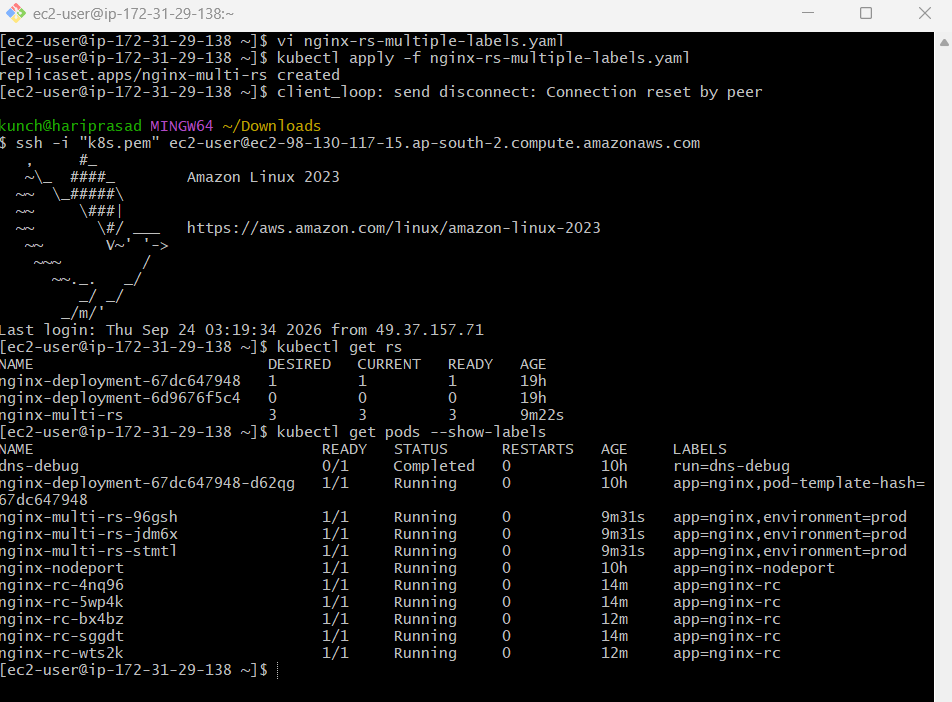 ec2-user@ip-172-31-29-138:~
[ec2-user@ip-172-31-29-138 ~]$ vi nginx-rs-multiple-labels.yaml
[ec2-user@ip-172-31-29-138 ~]$ kubectl apply -f nginx-rs-multiple-labels.yaml
replicaset.apps/nginx-multi-rs created
[ec2-user@ip-172-31-29-138 ~]$ client_loop: send disconnect: Connection reset by peer

kunch@hariprasad MINGW64 ~/Downloads
$ ssh -i "k8s.pem" ec2-user@ec2-98-130-117-15.ap-south-2.compute.amazonaws.com
   ,     #_
   ~\_  ####_        Amazon Linux 2023
  ~~  \_#####\
  ~~     \###|
  ~~       \#/ ___   https://aws.amazon.com/linux/amazon-linux-2023
   ~~       V~' '->
    ~~~         /
      ~~._.   _/
         _/ _/
       _/m/'
Last login: Thu Sep 24 03:19:34 2026 from 49.37.157.71
[ec2-user@ip-172-31-29-138 ~]$ kubectl get rs
NAME                          DESIRED   CURRENT   READY   AGE
nginx-deployment-67dc647948   1         1         1       19h
nginx-deployment-6d9676f5c4   0         0         0       19h
nginx-multi-rs                3         3         3       9m22s
[ec2-user@ip-172-31-29-138 ~]$ kubectl get pods --show-labels
NAME                                READY   STATUS      RESTARTS   AGE     LABELS
dns-debug                           0/1     Completed   0          10h     run=dns-debug
nginx-deployment-67dc647948-d62qg   1/1     Running     0          10h     app=nginx,pod-template-hash=
67dc647948
nginx-multi-rs-96gsh                1/1     Running     0          9m31s   app=nginx,environment=prod
nginx-multi-rs-jdm6x                1/1     Running     0          9m31s   app=nginx,environment=prod
nginx-multi-rs-stmtl                1/1     Running     0          9m31s   app=nginx,environment=prod
nginx-nodeport                      1/1     Running     0          10h     app=nginx-nodeport
nginx-rc-4nq96                      1/1     Running     0          14m     app=nginx-rc
nginx-rc-5wp4k                      1/1     Running     0          14m     app=nginx-rc
nginx-rc-bx4bz                      1/1     Running     0          12m     app=nginx-rc
nginx-rc-sggdt                      1/1     Running     0          14m     app=nginx-rc
nginx-rc-wts2k                      1/1     Running     0          12m     app=nginx-rc
[ec2-user@ip-172-31-29-138 ~]$